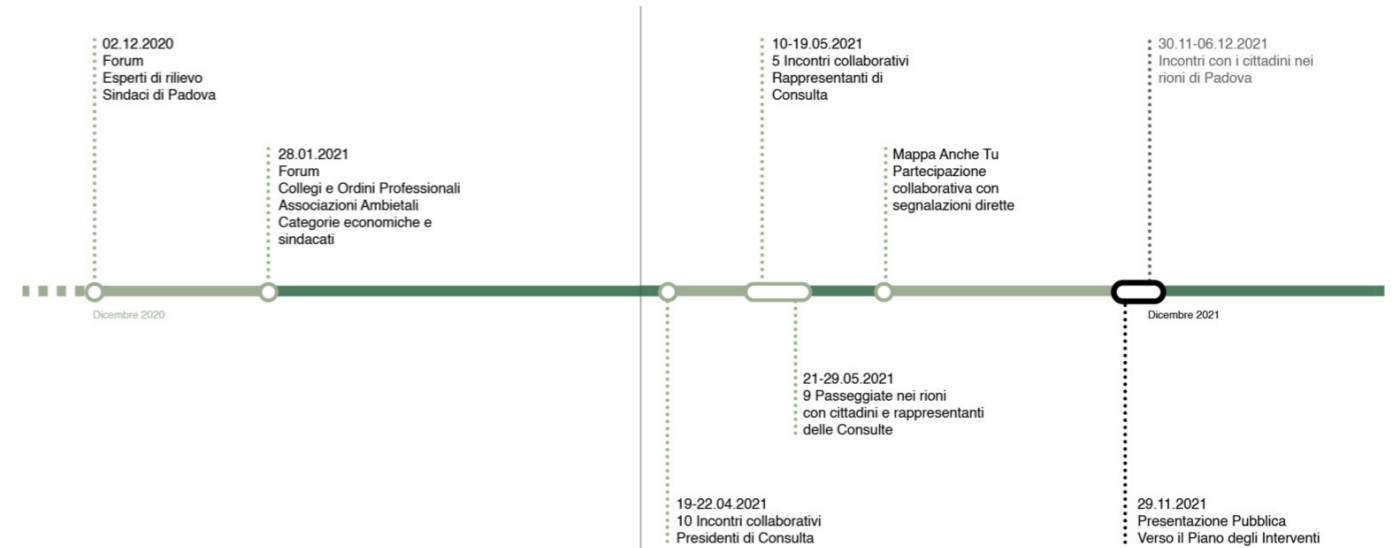 02.12.2020
Forum
Esperti di rilievo
Sindaci di Padova
28.01.2021
Forum
Collegi e Ordini Professionali
Associazioni Ambietali
Categorie economiche e
sindacati
10-19.05.2021
5 Incontri collaborativi
Rappresentanti di
Consulta
Mappa Anche Tu
Partecipazione
collaborativa con
segnalazioni dirette
30.11-06.12.2021
Incontri con i cittadini nei
rioni di Padova
Dicembre 2020
Dicembre 2021
21-29.05.2021
9 Passeggiate nei rioni
con cittadini e rappresentanti
delle Consulte
19-22.04.2021
10 Incontri collaborativi
Presidenti di Consulta
29.11.2021
Presentazione Pubblica
Verso il Piano degli Interventi